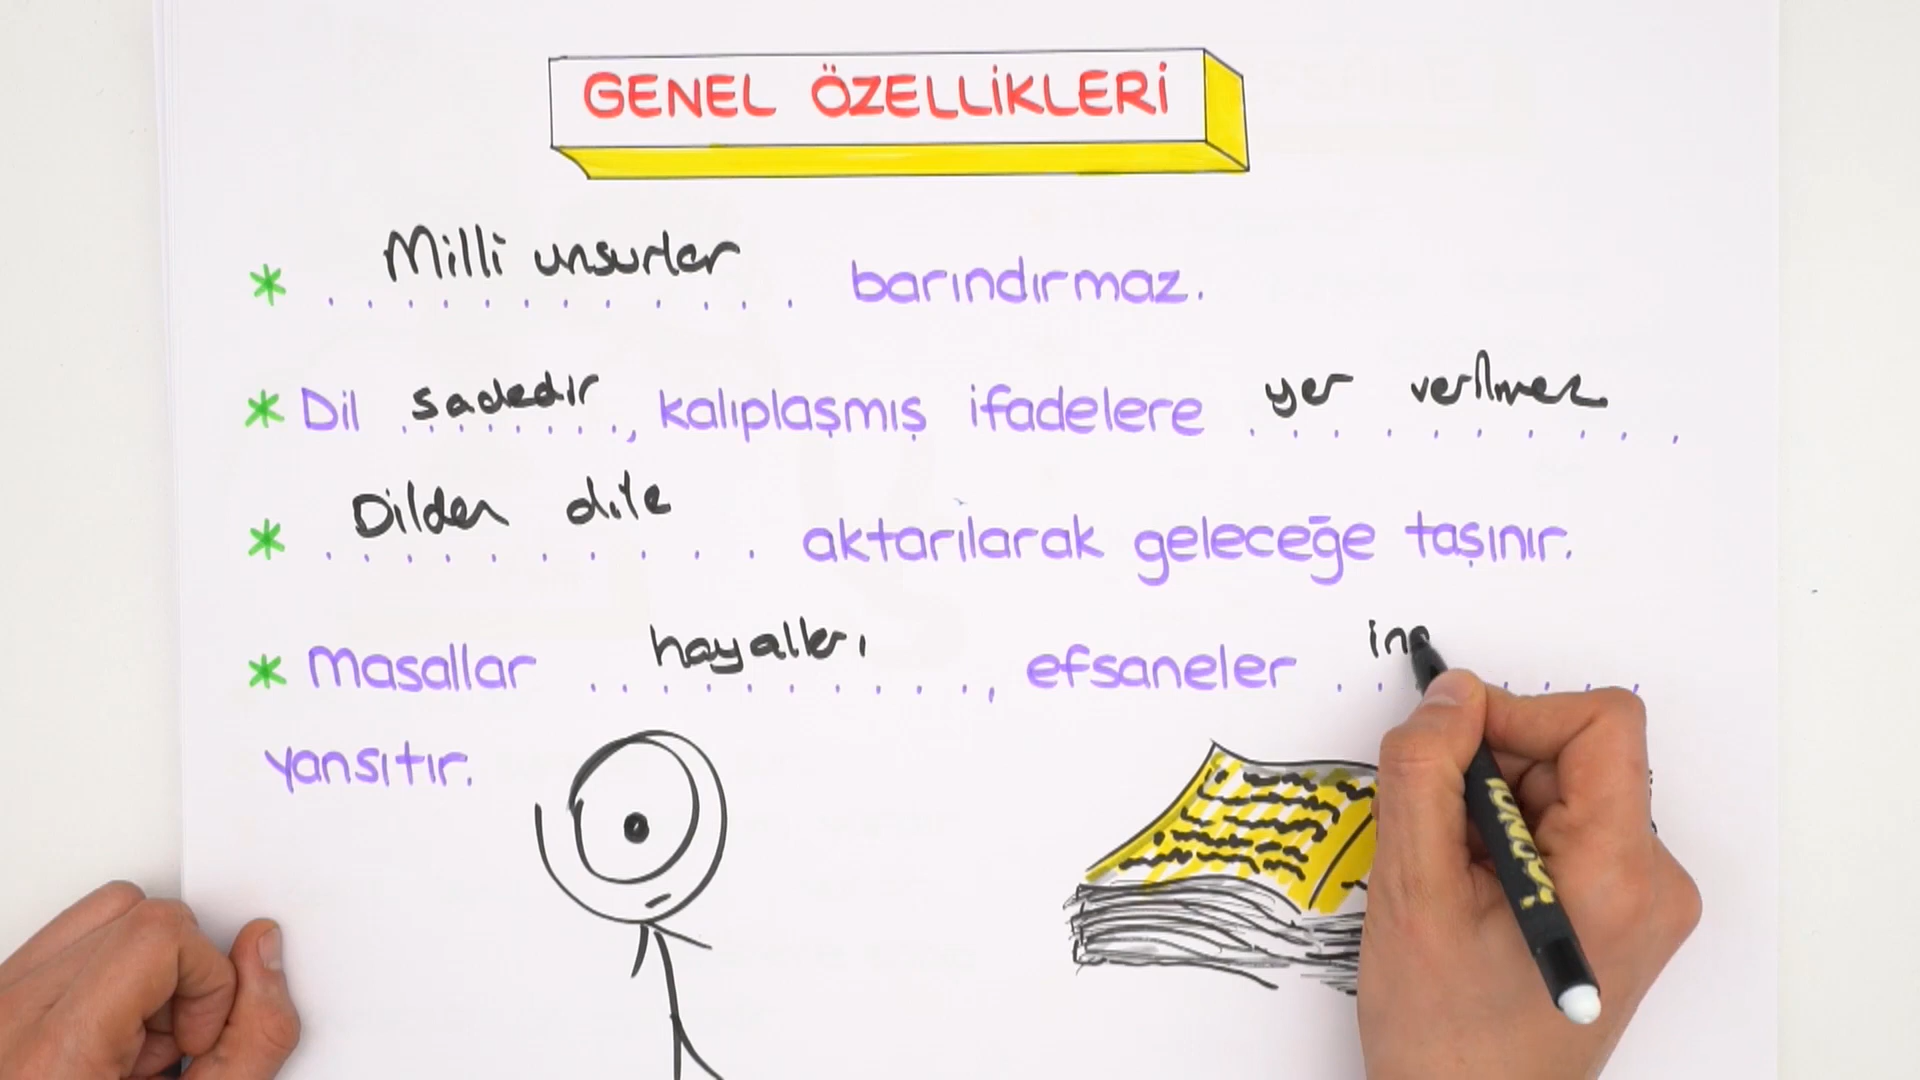 GENEL ÖZELLİKLERİ
* Milli unsurlar barındırmaz.
* Dil sadedir, kalıplaşmış ifadelere yer verilmez
* Dilden dile aktarılarak geleceğe taşınır.
* Masallar hayalleri, efsaneler
yansıtır.